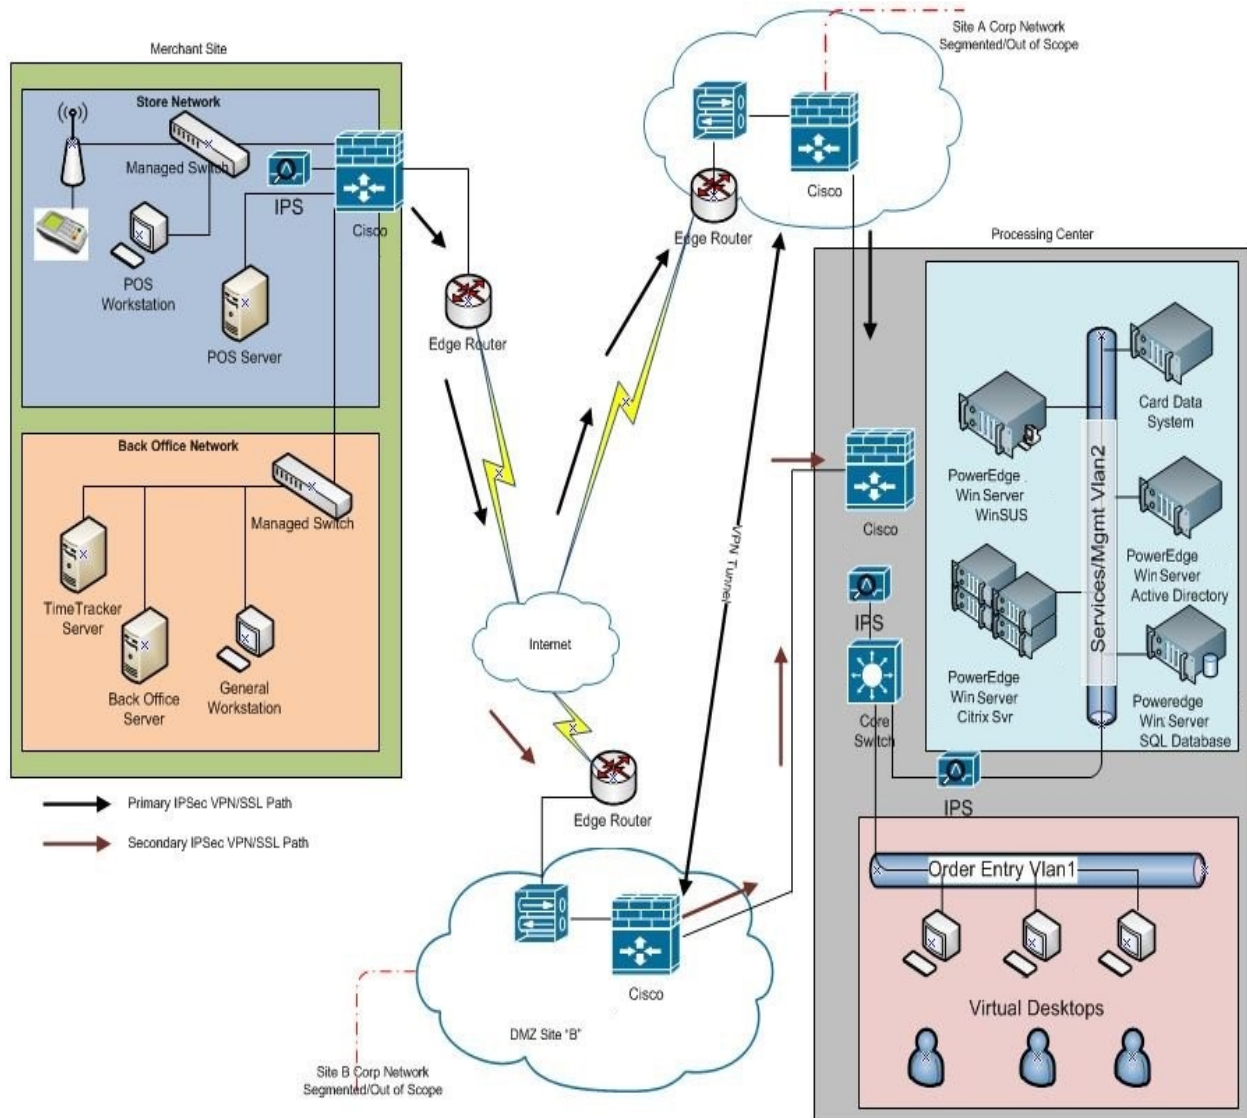 Merchant Site
Store Network
Managed Switch
IPS
Cisco
POS
Workstation
POS Server
Edge Router
Back Office Network
Managed Switch
TimeTracker
Server
Back Office
Server
General
Workstation
Primary IPSec VPN/SSL Path
Secondary IPSec VPN/SSL Path
Internet
Site A Corp Network
Segmented/Out of Scope
Cisco
Edge Router
VPN Tunnel
Edge Router
Cisco
DMZ Site "B"
Site B Corp Network
Segmented/Out of Scope
Processing Center
Cisco
IPS
Core
Switch
IPS
Services/Mgmt Vlan2
Card Data
System
PowerEdge
Win Server
WinSUS
PowerEdge
Win Server
Active Directory
PowerEdge
Win Server
Citrix Svr
Poweredge
Win Server
SQL Database
Order Entry Vlan1
Virtual Desktops